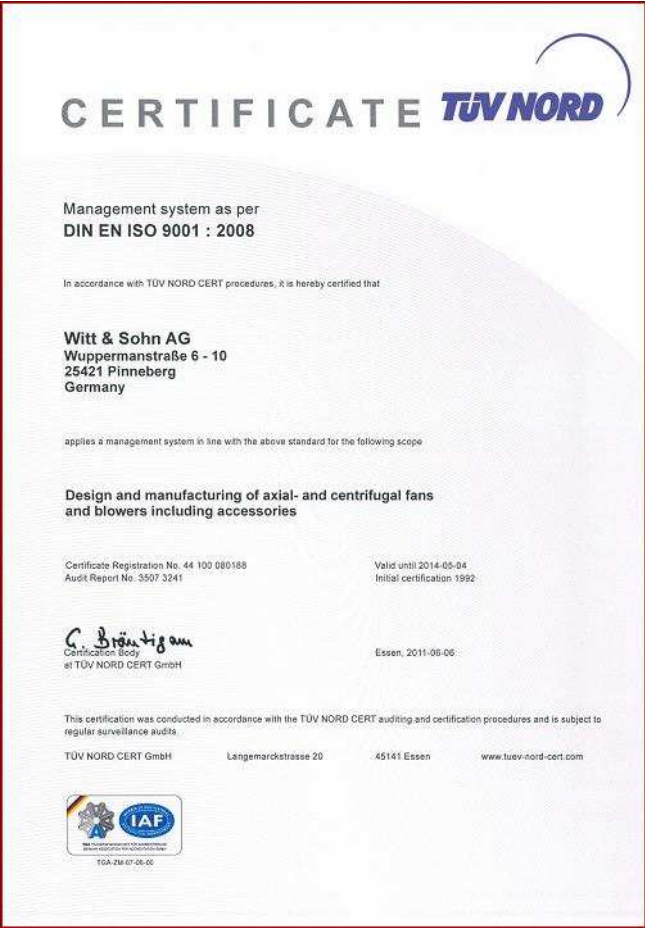 CERTIFICATE TÜV NORD
Management system as per
DIN EN ISO 9001 : 2008
In accordance with TÜV NORD CERT procedures, it is hereby certified that
Witt & Sohn AG
Wuppermanstraße 6 - 10
25421 Pinneberg
Germany
applies a management system in line with the above standard for the following scope
Design and manufacturing of axial- and centrifugal fans
and blowers including accessories
Certificate Registration No. 44 100 080188
Audit Report No. 3507 3241
Valid until 2014-05-04
Initial certification 1992
G. Bräutigam
Certification Body
at TÜV NORD CERT GmbH
Essen, 2011-06-06
This certification was conducted in accordance with the TÜV NORD CERT auditing and certification procedures and is subject to
regular surveillance audits.
TÜV NORD CERT GmbH Langemarckstrasse 20 45141 Essen www.tuev-nord-cert.com
IAF
TGA-ZM-07-06-00